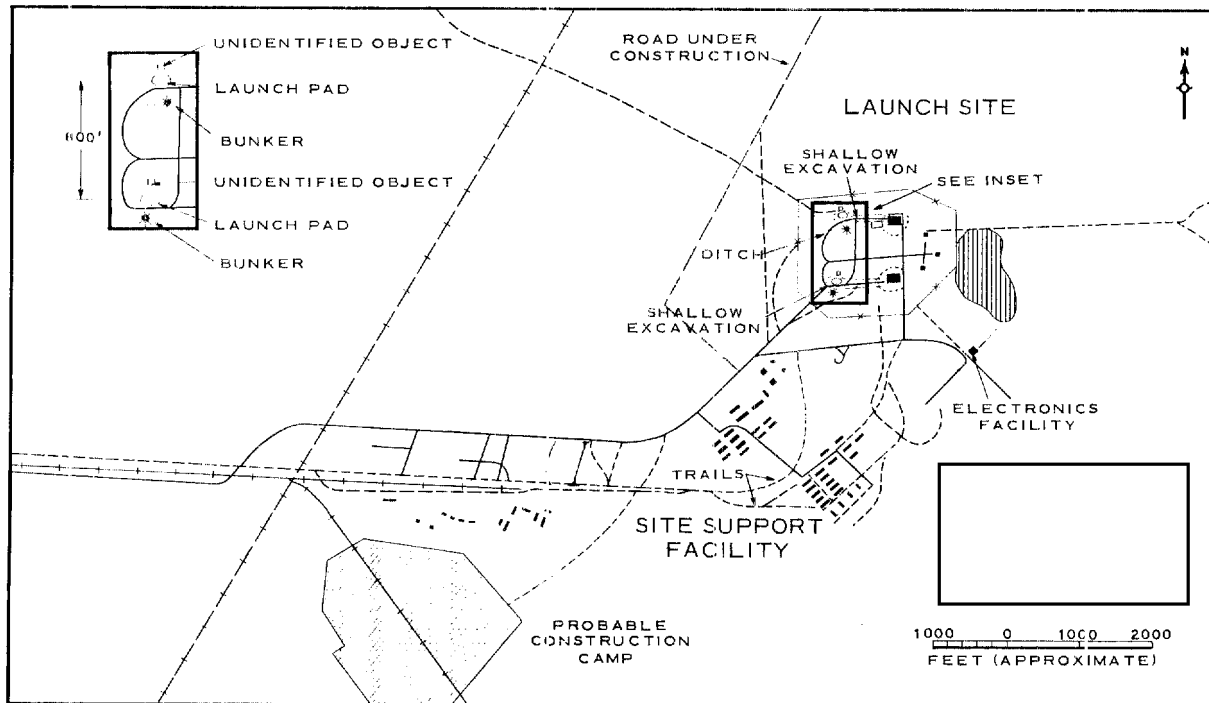 UNIDENTIFIED OBJECT
LAUNCH PAD
BUNKER
UNIDENTIFIED OBJECT
LAUNCH PAD
BUNKER
800'
ROAD UNDER
CONSTRUCTION
N
LAUNCH SITE
SHALLOW
EXCAVATION
SEE INSET
DITCH
SHALLOW
EXCAVATION
ELECTRONICS
FACILITY
TRAILS
SITE SUPPORT
FACILITY
PROBABLE
CONSTRUCTION
CAMP
1000 0 1000 2000
FEET (APPROXIMATE)